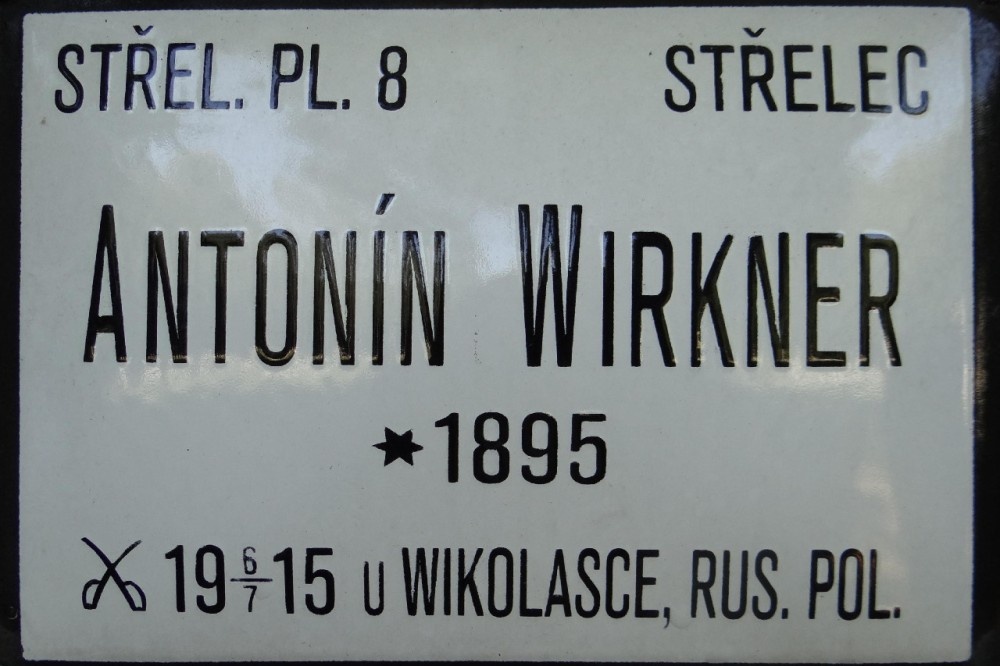 STŘEL. PL. 8 STŘELEC
ANTONÍN WIRKNER
✶1895
⚔ 19 6/7 15 U WIKOLASCE, RUS. POL.